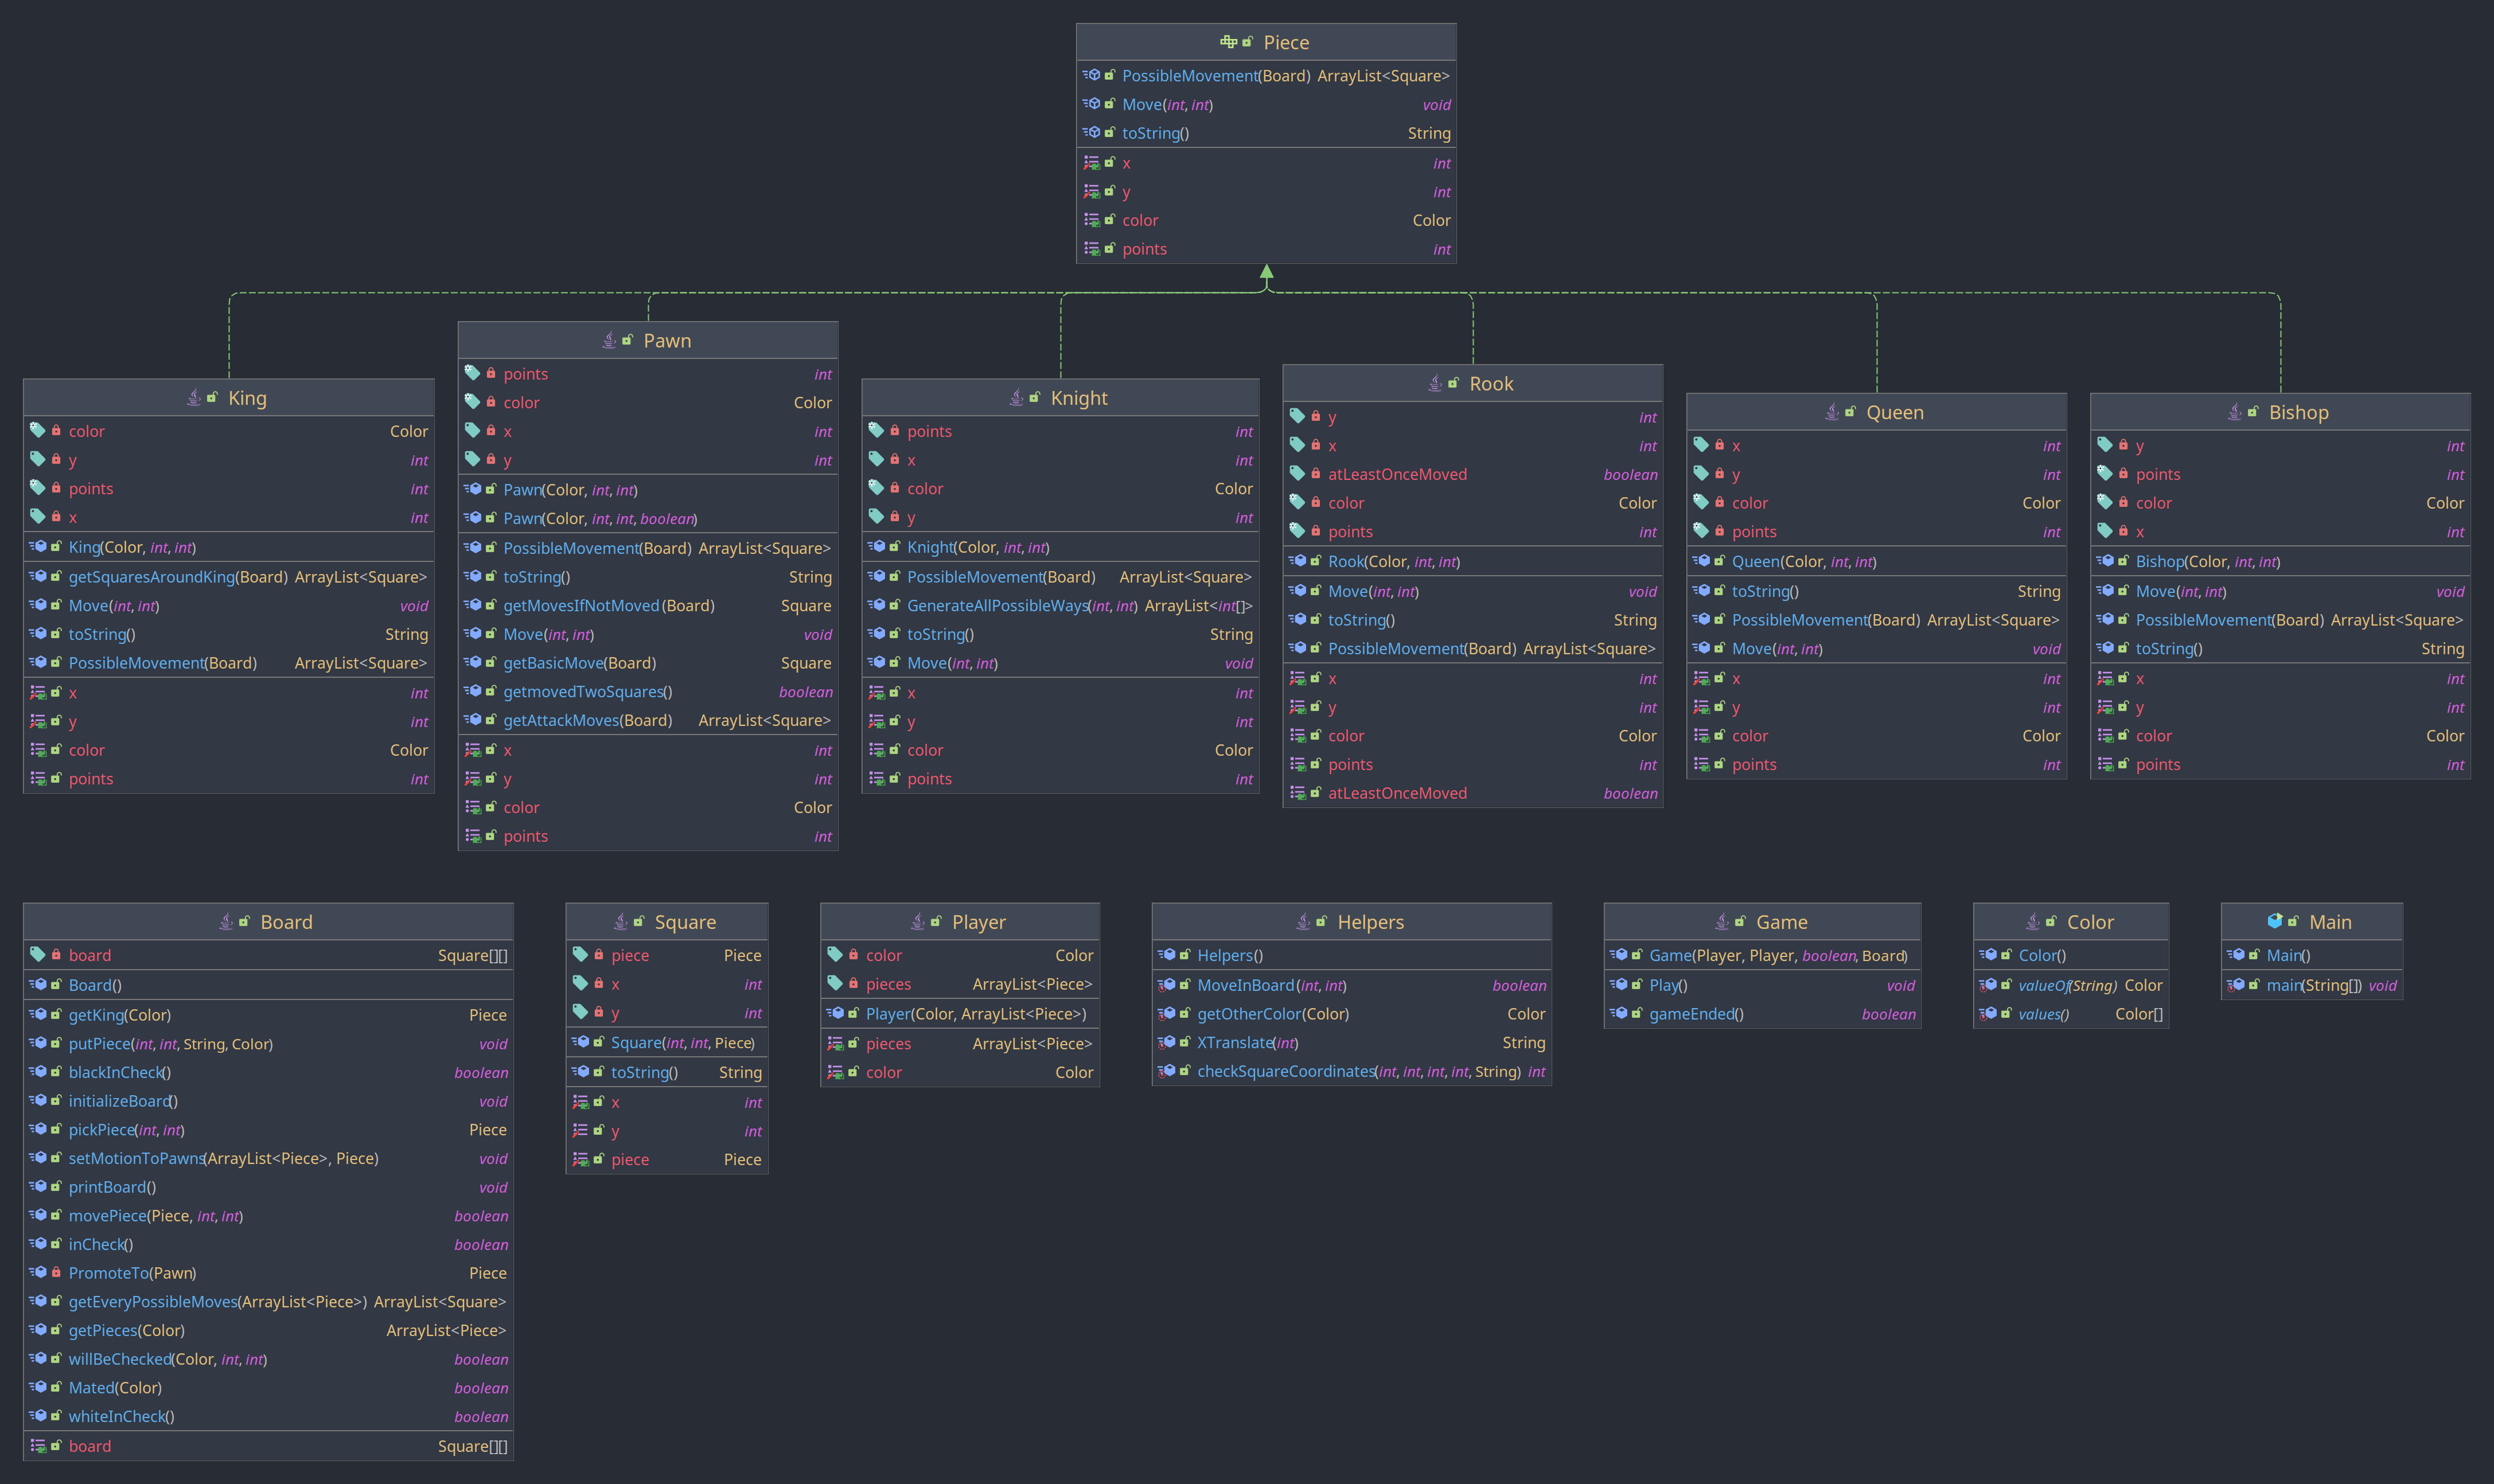 Piece
PossibleMovement(Board) ArrayList<Square>
Move(int, int) void
toString() String
x int
y int
color Color
points int
King
color Color
y int
points int
x int
King(Color, int, int)
getSquaresAroundKing(Board) ArrayList<Square>
Move(int, int) void
toString() String
PossibleMovement(Board) ArrayList<Square>
x int
y int
color Color
points int
Pawn
points int
color Color
x int
y int
Pawn(Color, int, int)
Pawn(Color, int, int, boolean)
PossibleMovement(Board) ArrayList<Square>
toString() String
getMovesIfNotMoved(Board) Square
Move(int, int) void
getBasicMove(Board) Square
getmovedTwoSquares() boolean
getAttackMoves(Board) ArrayList<Square>
x int
y int
color Color
points int
Knight
points int
x int
color Color
y int
Knight(Color, int, int)
PossibleMovement(Board) ArrayList<Square>
GenerateAllPossibleWays(int, int) ArrayList<int[]>
toString() String
Move(int, int) void
x int
y int
color Color
points int
Rook
y int
x int
atLeastOnceMoved boolean
color Color
points int
Rook(Color, int, int)
Move(int, int) void
toString() String
PossibleMovement(Board) ArrayList<Square>
x int
y int
color Color
points int
atLeastOnceMoved boolean
Queen
x int
y int
color Color
points int
Queen(Color, int, int)
toString() String
PossibleMovement(Board) ArrayList<Square>
Move(int, int) void
x int
y int
color Color
points int
Bishop
y int
points int
color Color
x int
Bishop(Color, int, int)
Move(int, int) void
PossibleMovement(Board) ArrayList<Square>
toString() String
x int
y int
color Color
points int
Board
board Square[][]
Board()
getKing(Color) Piece
putPiece(int, int, String, Color) void
blackInCheck() boolean
initializeBoard() void
pickPiece(int, int) Piece
setMotionToPawns(ArrayList<Piece>, Piece) void
printBoard() void
movePiece(Piece, int, int) boolean
inCheck() boolean
PromoteTo(Pawn) Piece
getEveryPossibleMoves(ArrayList<Piece>) ArrayList<Square>
getPieces(Color) ArrayList<Piece>
willBeChecked(Color, int, int) boolean
Mated(Color) boolean
whiteInCheck() boolean
board Square[][]
Square
piece Piece
x int
y int
Square(int, int, Piece)
toString() String
x int
y int
piece Piece
Player
color Color
pieces ArrayList<Piece>
Player(Color, ArrayList<Piece>)
pieces ArrayList<Piece>
color Color
Helpers
Helpers()
MoveInBoard(int, int) boolean
getOtherColor(Color) Color
XTranslate(int) String
checkSquareCoordinates(int, int, int, int, String) int
Game
Game(Player, Player, boolean, Board)
Play() void
gameEnded() boolean
Color
Color()
valueOf(String) Color
values() Color[]
Main
Main()
main(String[]) void